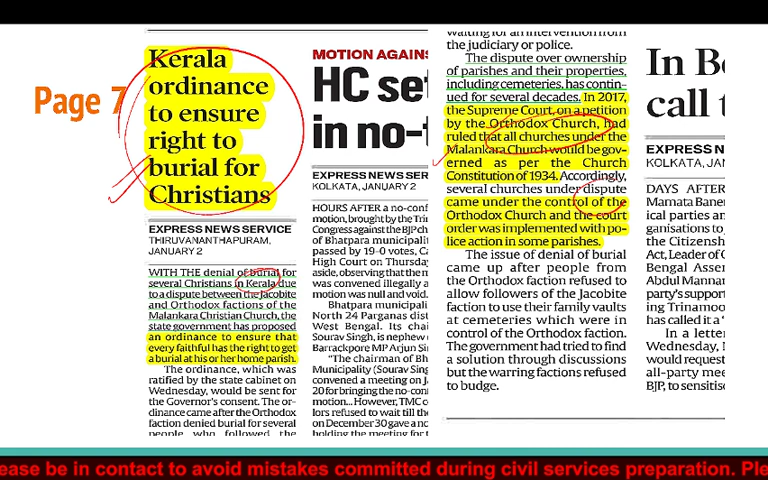 Page 7
Kerala
ordinance
to ensure
right to
burial for
Christians
EXPRESS NEWS SERVICE
THIRUVANANTHAPURAM,
JANUARY 2
WITH THE denial of burial for
several Christians in Kerala due
to a dispute between the Jacobite
and Orthodox factions of the
Malankara Christian Church, the
state government has proposed
an ordinance to ensure that
every faithful has the right to get
a burial at his or her home parish.
The ordinance, which was
ratified by the state cabinet on
Wednesday, would be sent for
the Governor's consent. The or-
dinance came after the Orthodox
faction denied burial for several
people who followed the
MOTION AGAINS
HC se
in no-
EXPRESS NEWS SER
KOLKATA, JANUARY 2
HOURS AFTER a no-conf
motion, brought by the Trin
Congress against the BJP ch
of Bhatpara municipali
passed by 19-0 votes, Ca
High Court on Thursday
aside, observing that the m
was convened illegally a
motion was null and void.
Bhatpara municipali
North 24 Parganas distri
West Bengal. Its chai
Sourav Singh, is nephew o
Barrackpore MP Arjun Si
"The chairman of Bh
Municipality (Sourav Sing
convened a meeting on Ja
20 for bringing the no-con
motion... However, TMC c
lors refused to wait till the
on December 30 gave a no
holding the meeting for t
waiting for an intervention from
the judiciary or police.
The dispute over ownership
of parishes and their properties,
including cemeteries, has contin-
ued for several decades. In 2017,
the Supreme Court, on a petition
by the Orthodox Church, had
ruled that all churches under the
Malankara Church would be gov-
erned as per the Church
Constitution of 1934. Accordingly,
several churches under dispute
came under the control of the
Orthodox Church and the court
order was implemented with po-
lice action in some parishes.
The issue of denial of burial
came up after people from
the Orthodox faction refused to
allow followers of the Jacobite
faction to use their family vaults
at cemeteries which were in
control of the Orthodox faction.
The government had tried to find
a solution through discussions
but the warring factions refused
to budge.
In B
call t
EXPRESS N
KOLKATA, JAN
DAYS AFTER
Mamata Baner
ical parties an
ganisations to j
the Citizensh
Act, Leader of O
Bengal Asser
Abdul Mannar
party's support
ing Trinamoo
has called it a "
In a letter
Wednesday, M
would request
all-party mee
BJP, to sensitis
ease be in contact to avoid mistakes committed during civil services preparation. Ple